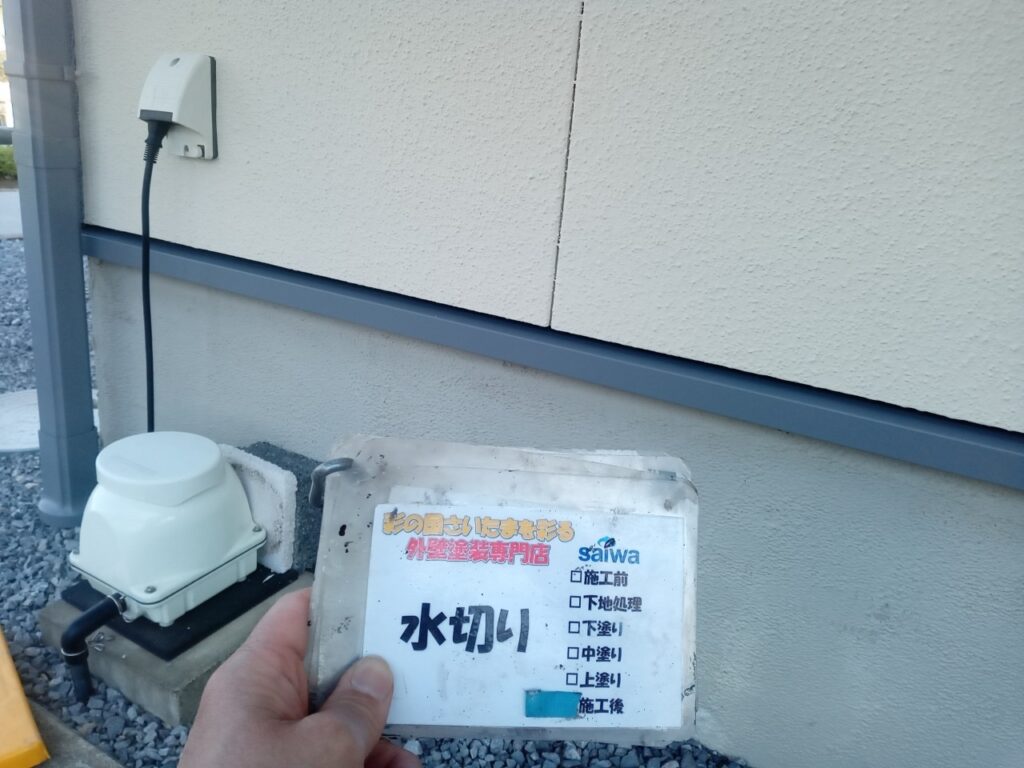 彩の国さいたまを彩る
外壁塗装専門店
saiwa
水切り
□施工前
□下地処理
□下塗り
□中塗り
□上塗り
施工後